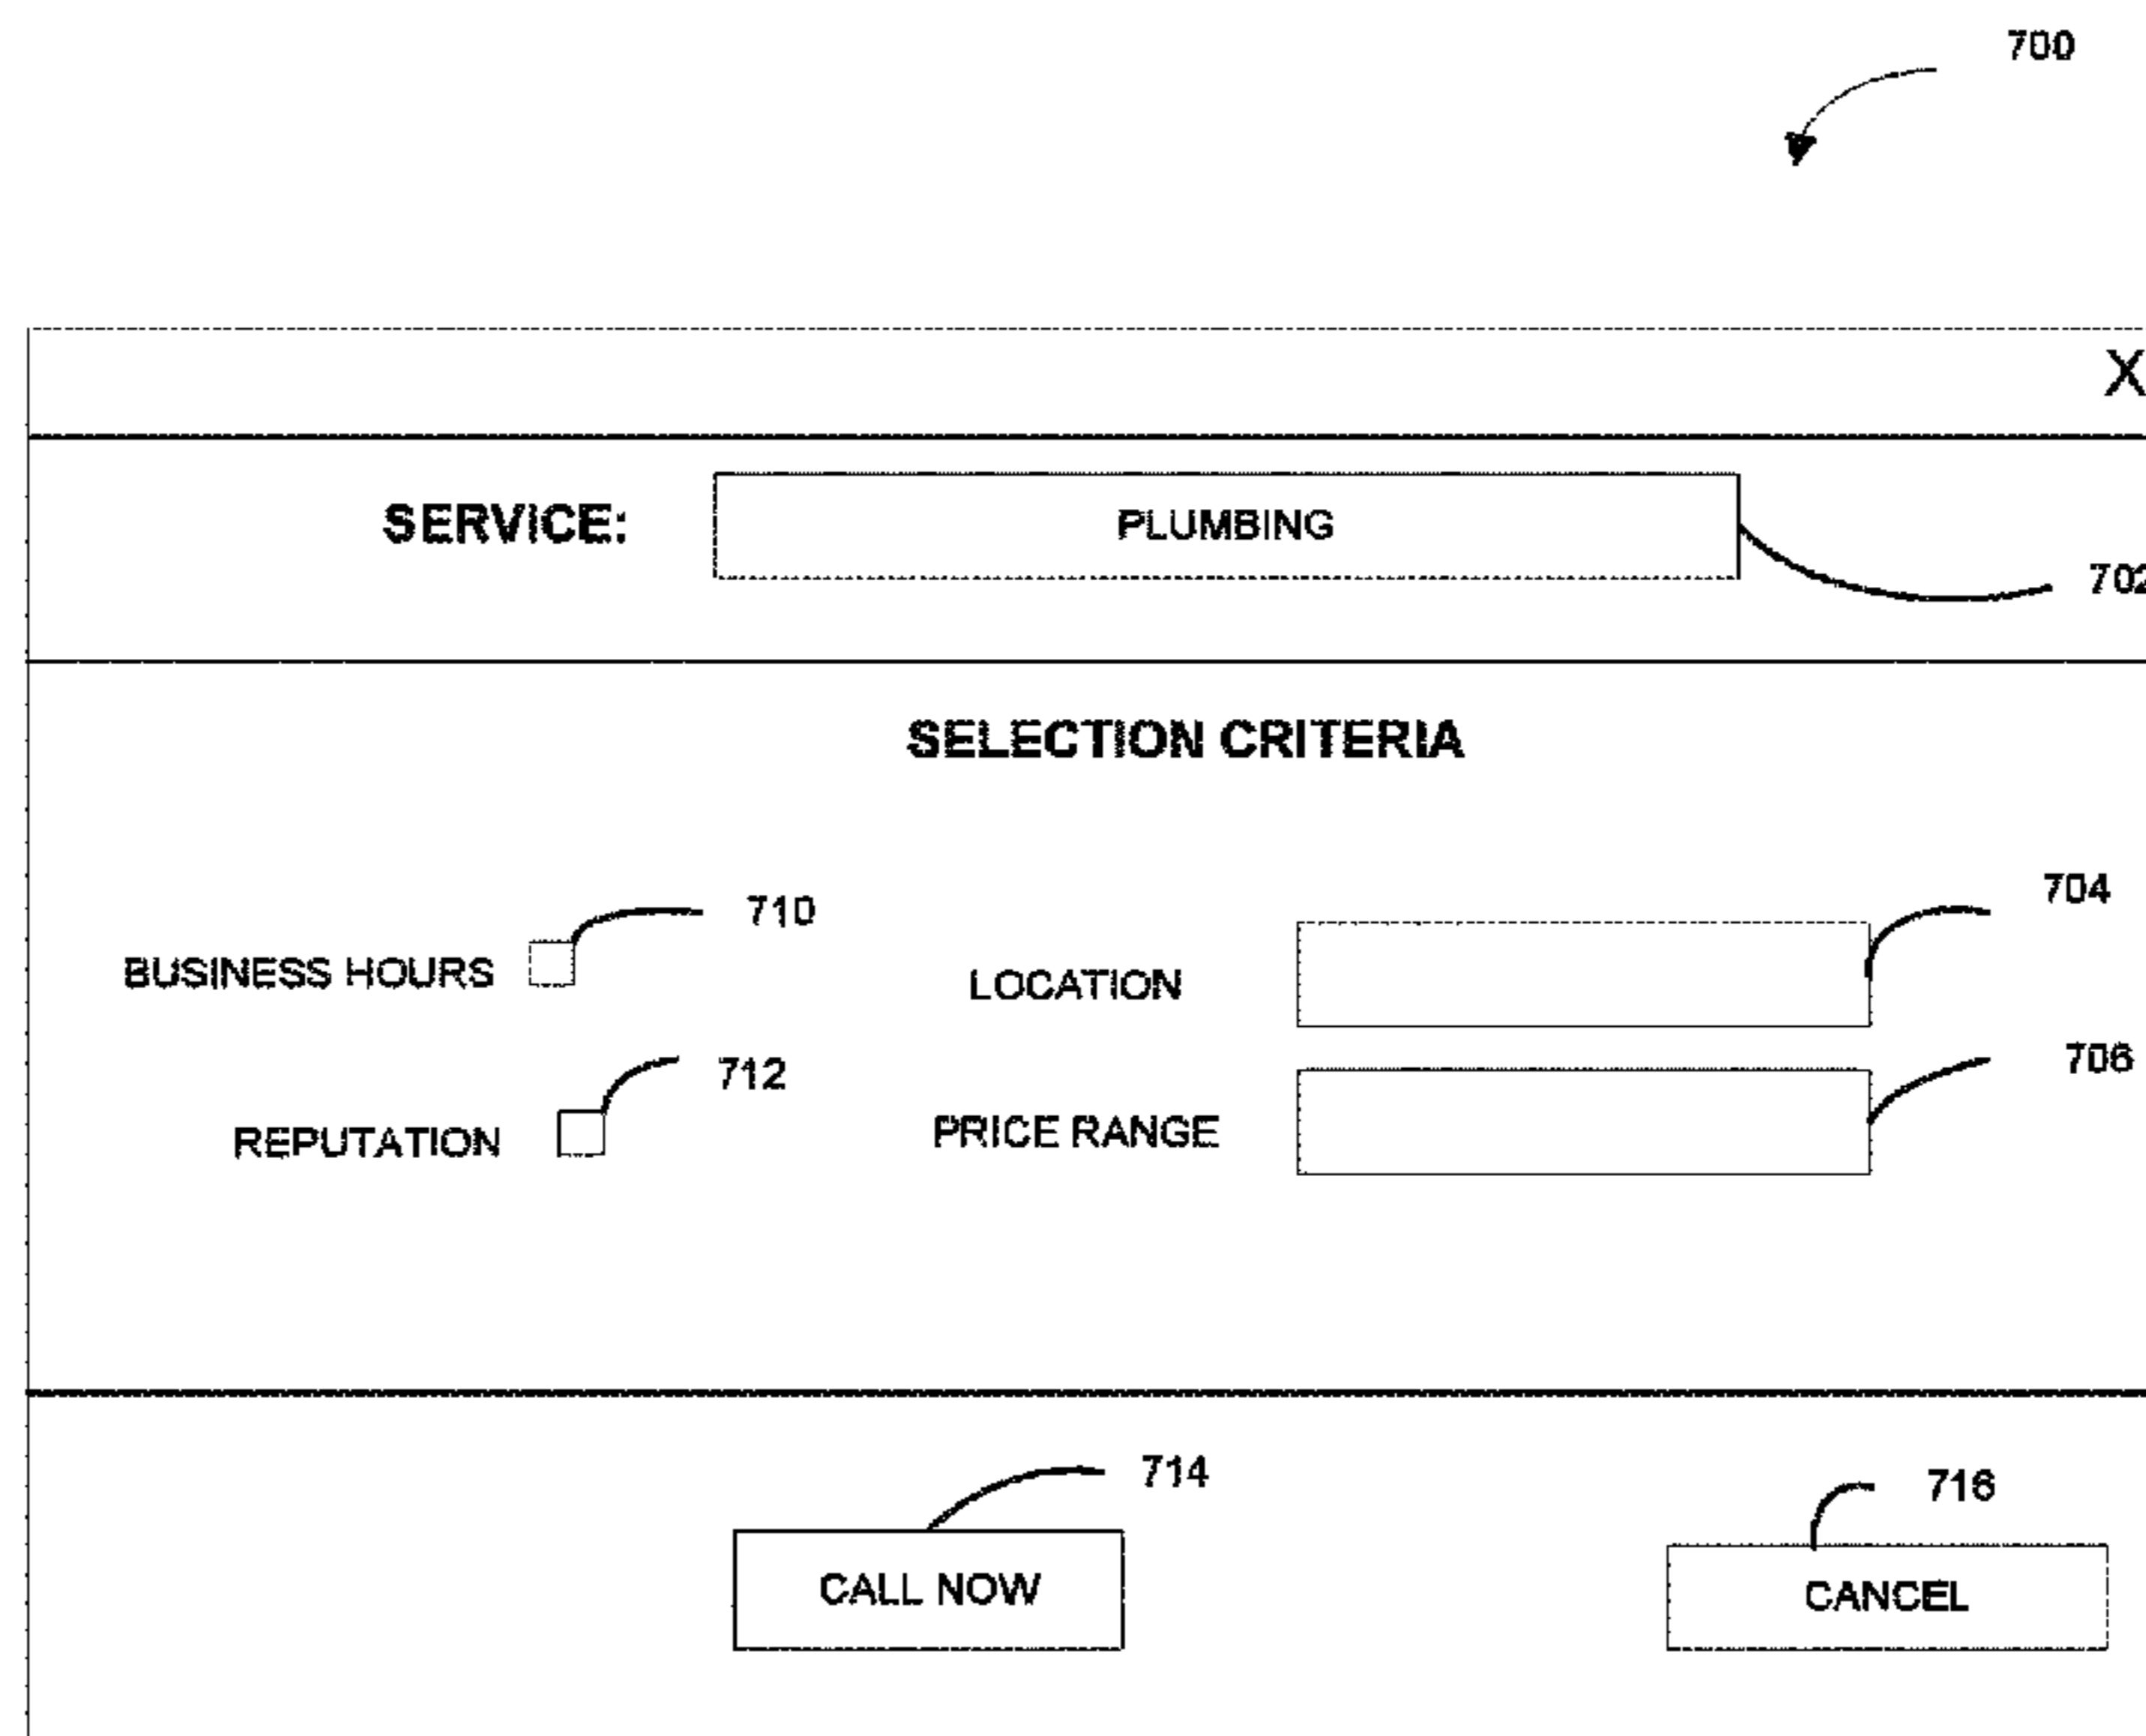 700
X
SERVICE: PLUMBING
702
SELECTION CRITERIA
710
704
BUSINESS HOURS
LOCATION
712
706
REPUTATION
PRICE RANGE
714
716
CALL NOW
CANCEL